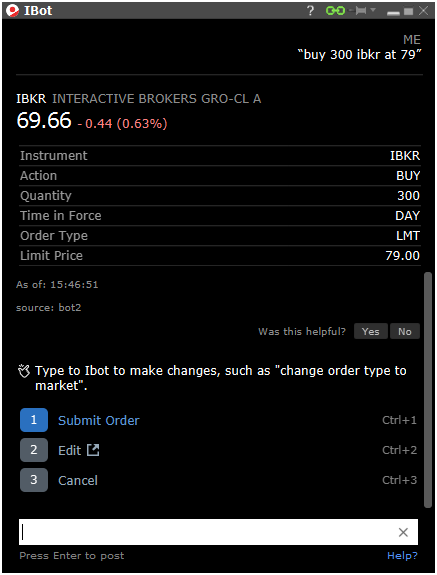 IBot
?
ME
“buy 300 ibkr at 79”
IBKR INTERACTIVE BROKERS GRO-CL A
69.66 - 0.44 (0.63%)
Instrument IBKR
Action BUY
Quantity 300
Time in Force DAY
Order Type LMT
Limit Price 79.00
As of: 15:46:51
source: bot2
Was this helpful? Yes No
Type to Ibot to make changes, such as "change order type to
market".
1 Submit Order Ctrl+1
2 Edit Ctrl+2
3 Cancel Ctrl+3
Press Enter to post Help?